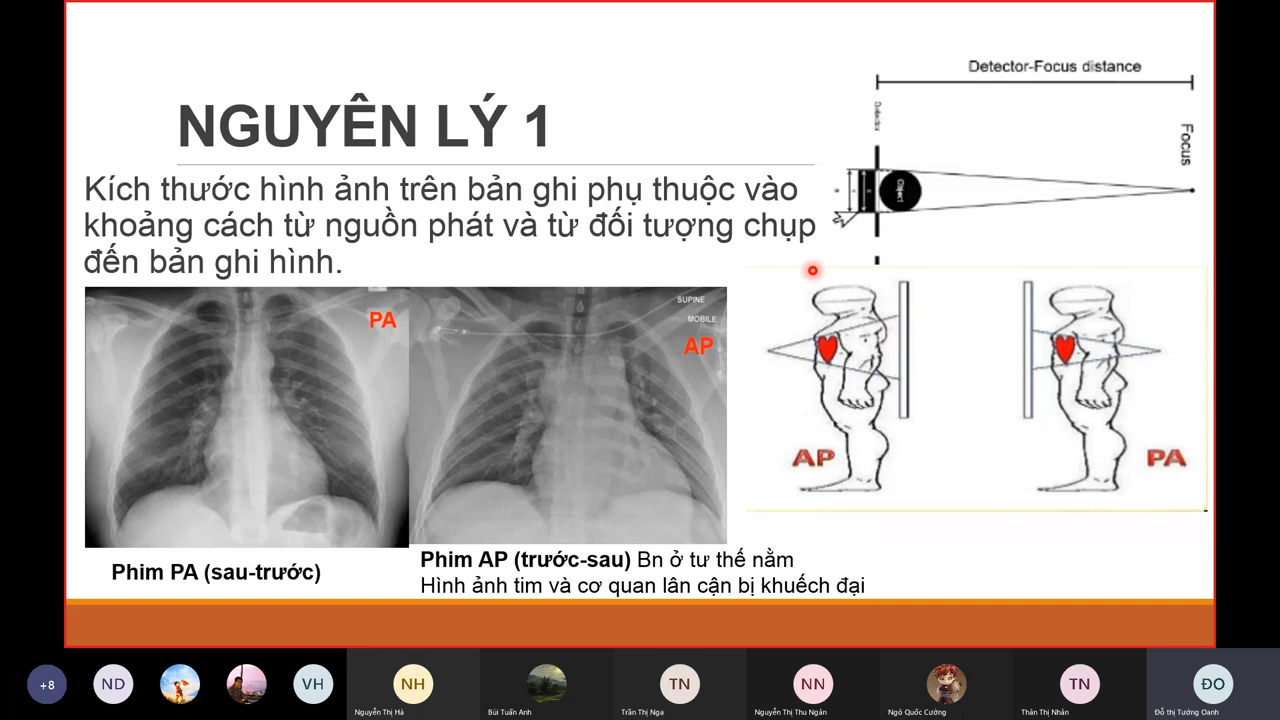 NGUYÊN LÝ 1
Kích thước hình ảnh trên bản ghi phụ thuộc vào
khoảng cách từ nguồn phát và từ đối tượng chụp
đến bản ghi hình.
Detector-Focus distance
Detector
Focus
Object
PA
SUPINE
MOBILE
AP
AP
PA
Phim PA (sau-trước)
Phim AP (trước-sau) Bn ở tư thế nằm
Hình ảnh tim và cơ quan lân cận bị khuếch đại
+8
ND
VH
NH
Nguyễn Thị Hà
Bùi Tuấn Anh
TN
Trần Thị Nga
NN
Nguyễn Thị Thu Ngân
Ngô Quốc Cường
TN
Thân Thị Nhân
ĐO
Đỗ thị Tường Oanh